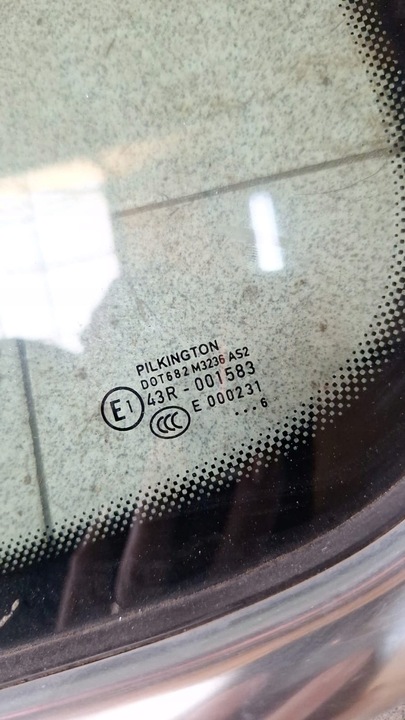 PILKINGTON
DOT682 M3236 AS2
E1 43R - 001583
CCC E 000231
...6